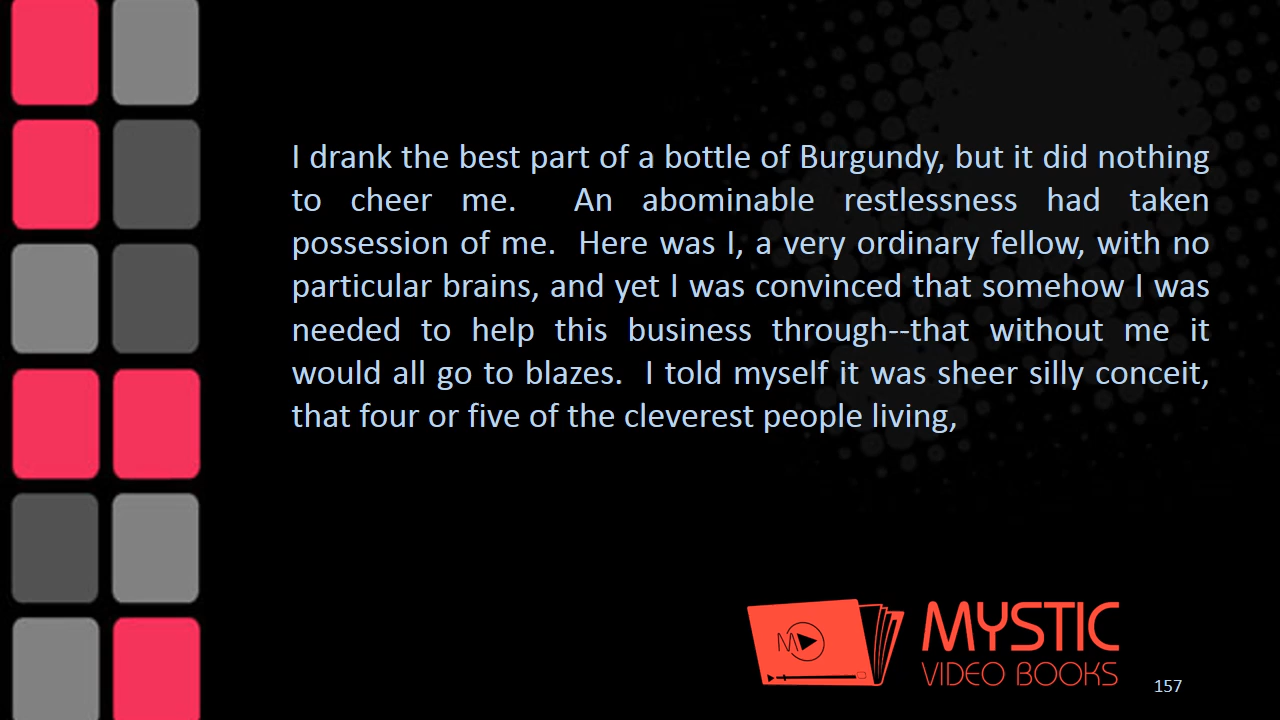 I drank the best part of a bottle of Burgundy, but it did nothing
to cheer me.  An abominable restlessness had taken
possession of me.  Here was I, a very ordinary fellow, with no
particular brains, and yet I was convinced that somehow I was
needed to help this business through--that without me it
would all go to blazes.  I told myself it was sheer silly conceit,
that four or five of the cleverest people living,
M
MYSTIC
VIDEO BOOKS
157